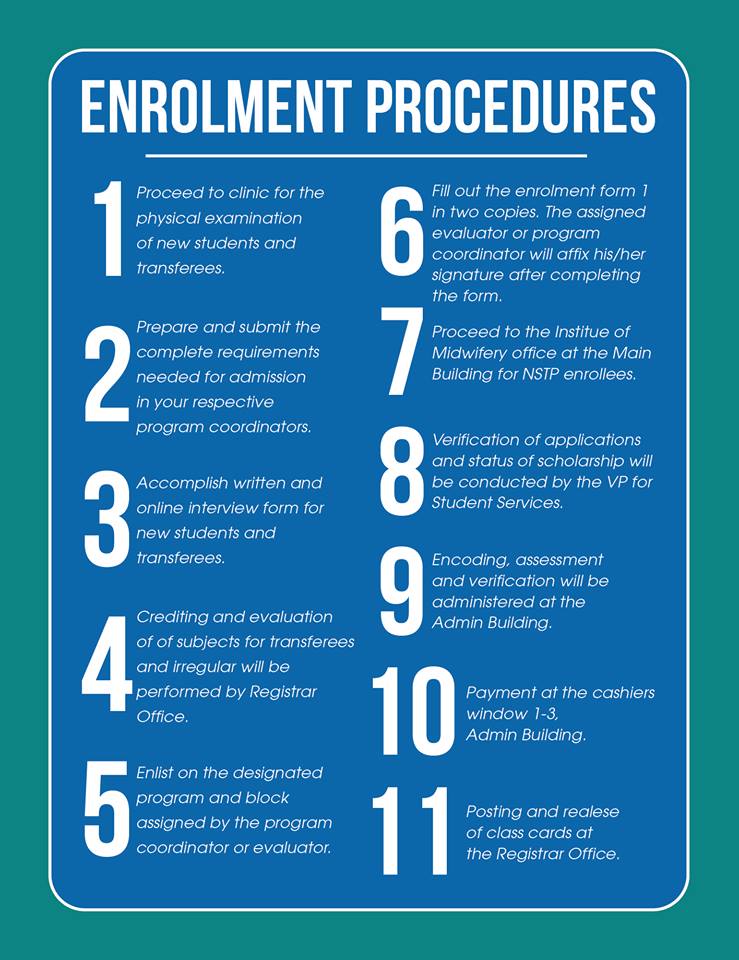 ENROLMENT PROCEDURES
1
Proceed to clinic for the
physical examination
of new students and
transferees.
2
Prepare and submit the
complete requirements
needed for admission
in your respective
program coordinators.
3
Accomplish written and
online interview form for
new students and
transferees.
4
Crediting and evaluation
of of subjects for transferees
and irregular will be
performed by Registrar
Office.
5
Enlist on the designated
program and block
assigned by the program
coordinator or evaluator.
6
Fill out the enrolment form 1
in two copies. The assigned
evaluator or program
coordinator will affix his/her
signature after completing
the form.
7
Proceed to the Institue of
Midwifery office at the Main
Building for NSTP enrollees.
8
Verification of applications
and status of scholarship will
be conducted by the VP for
Student Services.
9
Encoding, assessment
and verification will be
administered at the
Admin Building.
10
Payment at the cashiers
window 1-3,
Admin Building.
11
Posting and realese
of class cards at
the Registrar Office.